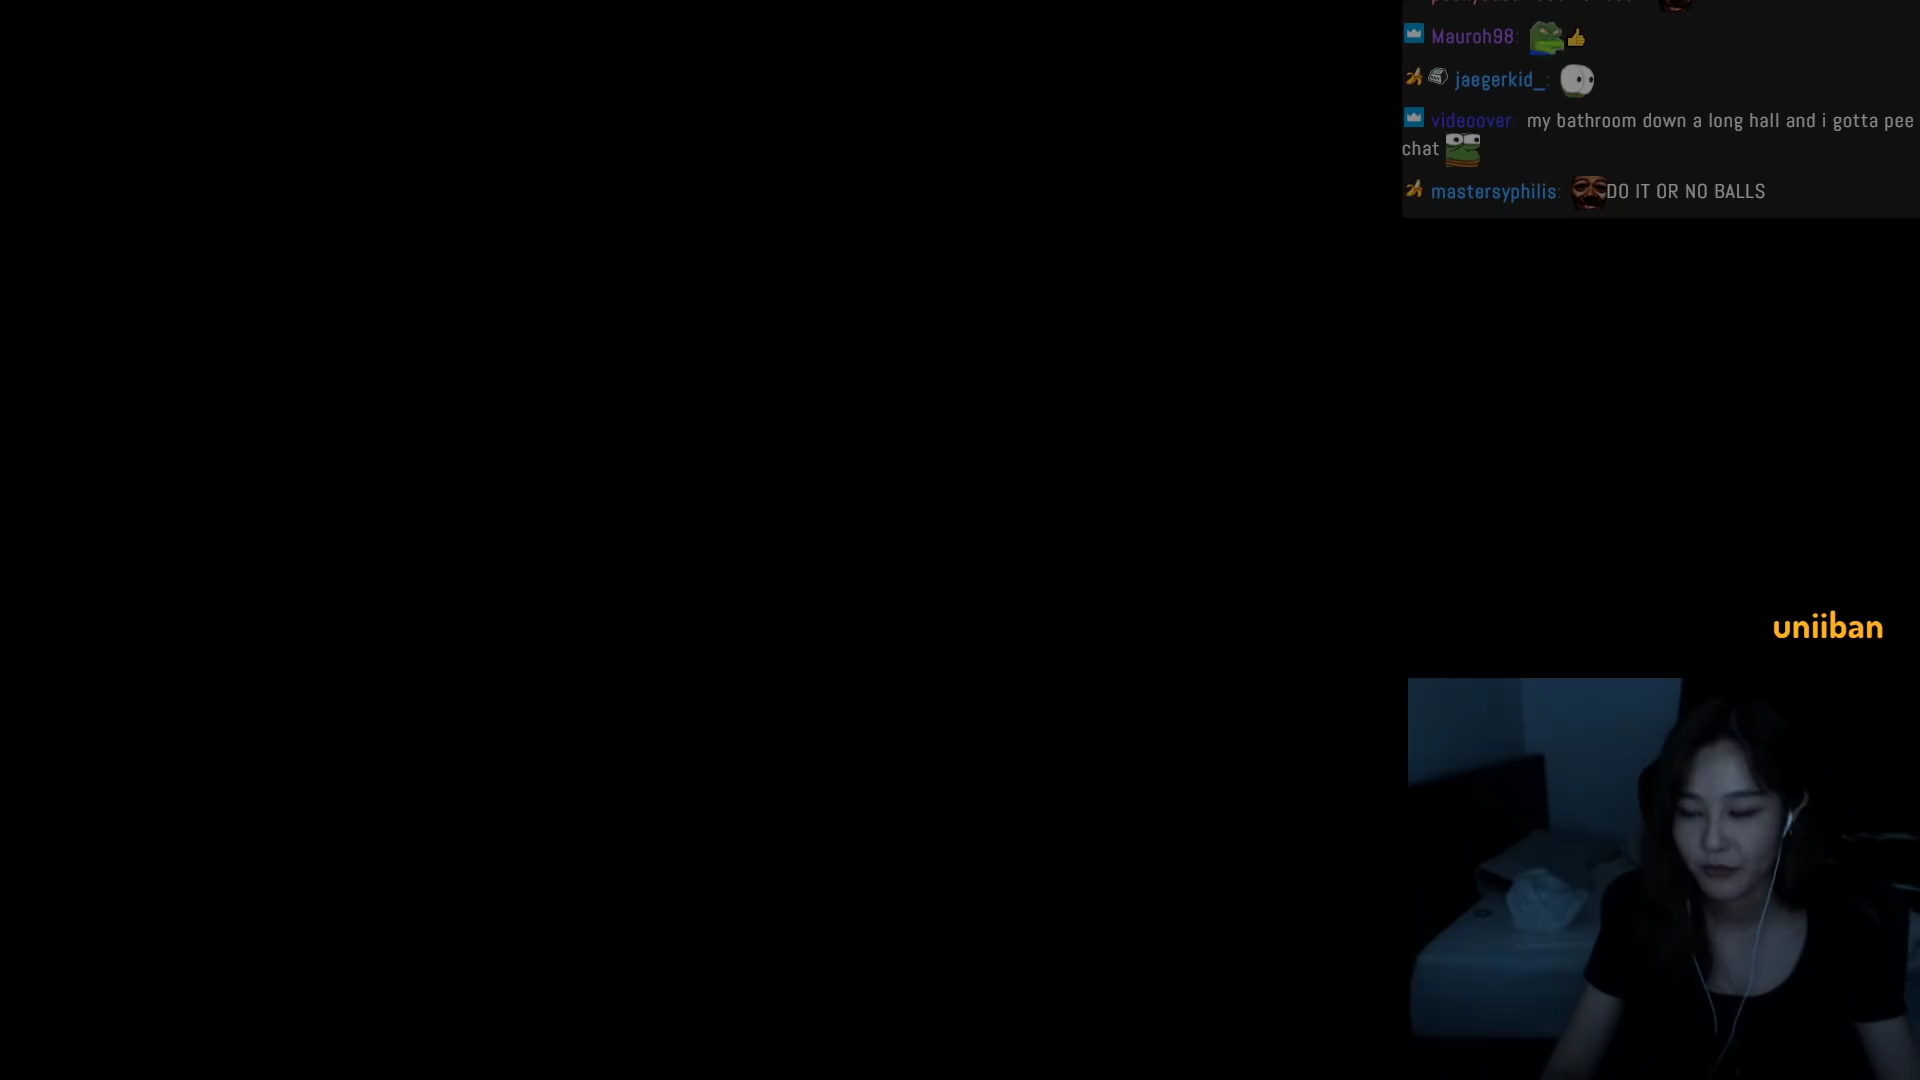 Mauroh98:
jaegerkid_:
videoover: my bathroom down a long hall and i gotta pee
chat
mastersyphilis: DO IT OR NO BALLS
uniiban